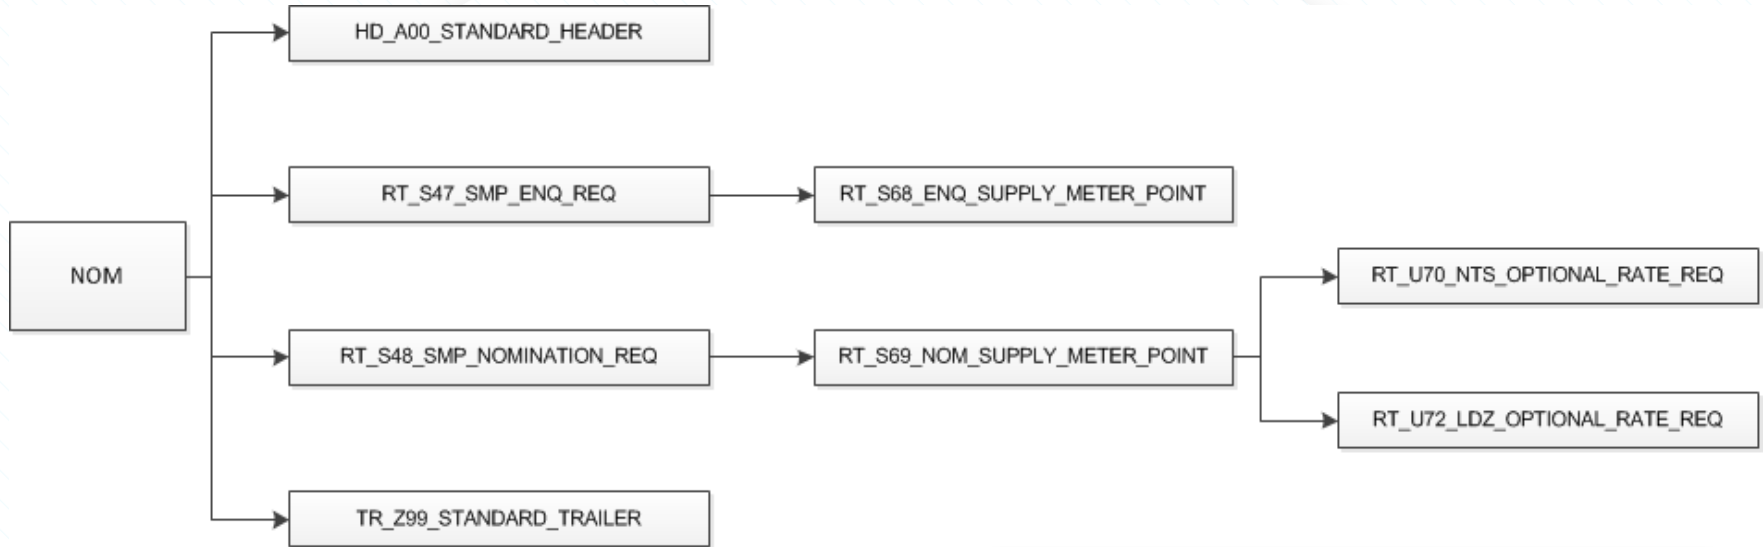 HD_A00_STANDARD_HEADER
RT_S47_SMP_ENQ_REQ
RT_S68_ENQ_SUPPLY_METER_POINT
NOM
RT_U70_NTS_OPTIONAL_RATE_REQ
RT_S48_SMP_NOMINATION_REQ
RT_S69_NOM_SUPPLY_METER_POINT
RT_U72_LDZ_OPTIONAL_RATE_REQ
TR_Z99_STANDARD_TRAILER